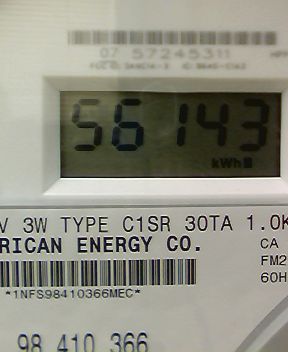 07 57245311
56143
kWh
V 3W TYPE C1SR 30TA 1.0K
RICAN ENERGY CO.
CA
FM2
60H
*1NFS98410366MEC*
98 410 366